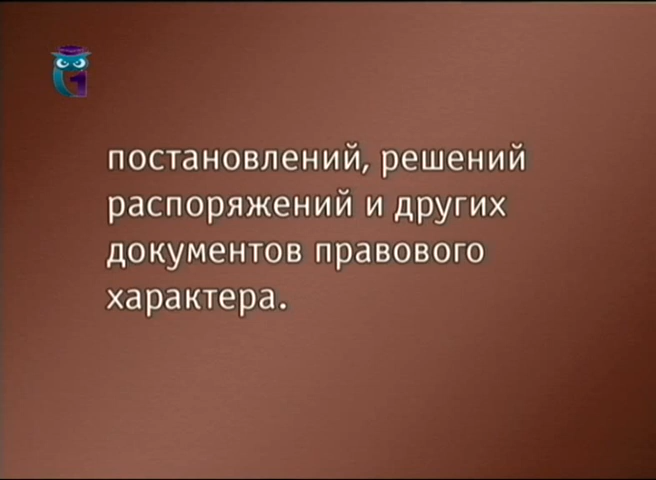 постановлений, решений
распоряжений и других
документов правового
характера.